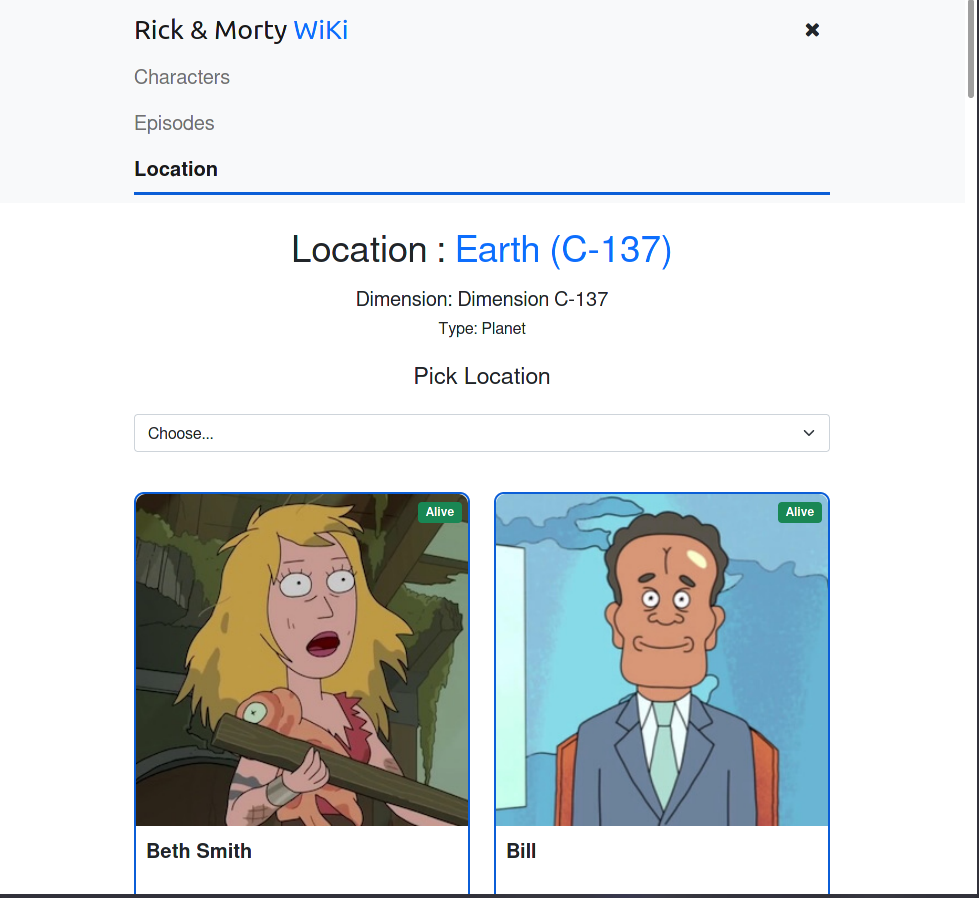 Rick & Morty WiKi
Characters
Episodes
Location
Location : Earth (C-137)
Dimension: Dimension C-137
Type: Planet
Pick Location
Choose...
Alive
Alive
Beth Smith
Bill